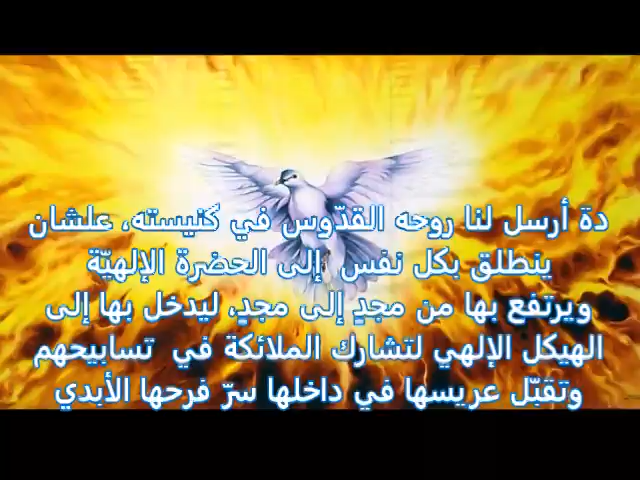 دة أرسل لنا روحه القدّوس في كنيسته، علشان
ينطلق بكل نفس إلى الحضرة الإلهيّة
ويرتفع بها من مجدٍ إلى مجدٍ، ليدخل بها إلى
الهيكل الإلهي لتشارك الملائكة في تسابيحهم
وتقبّل عريسها في داخلها سرّ فرحها الأبدي